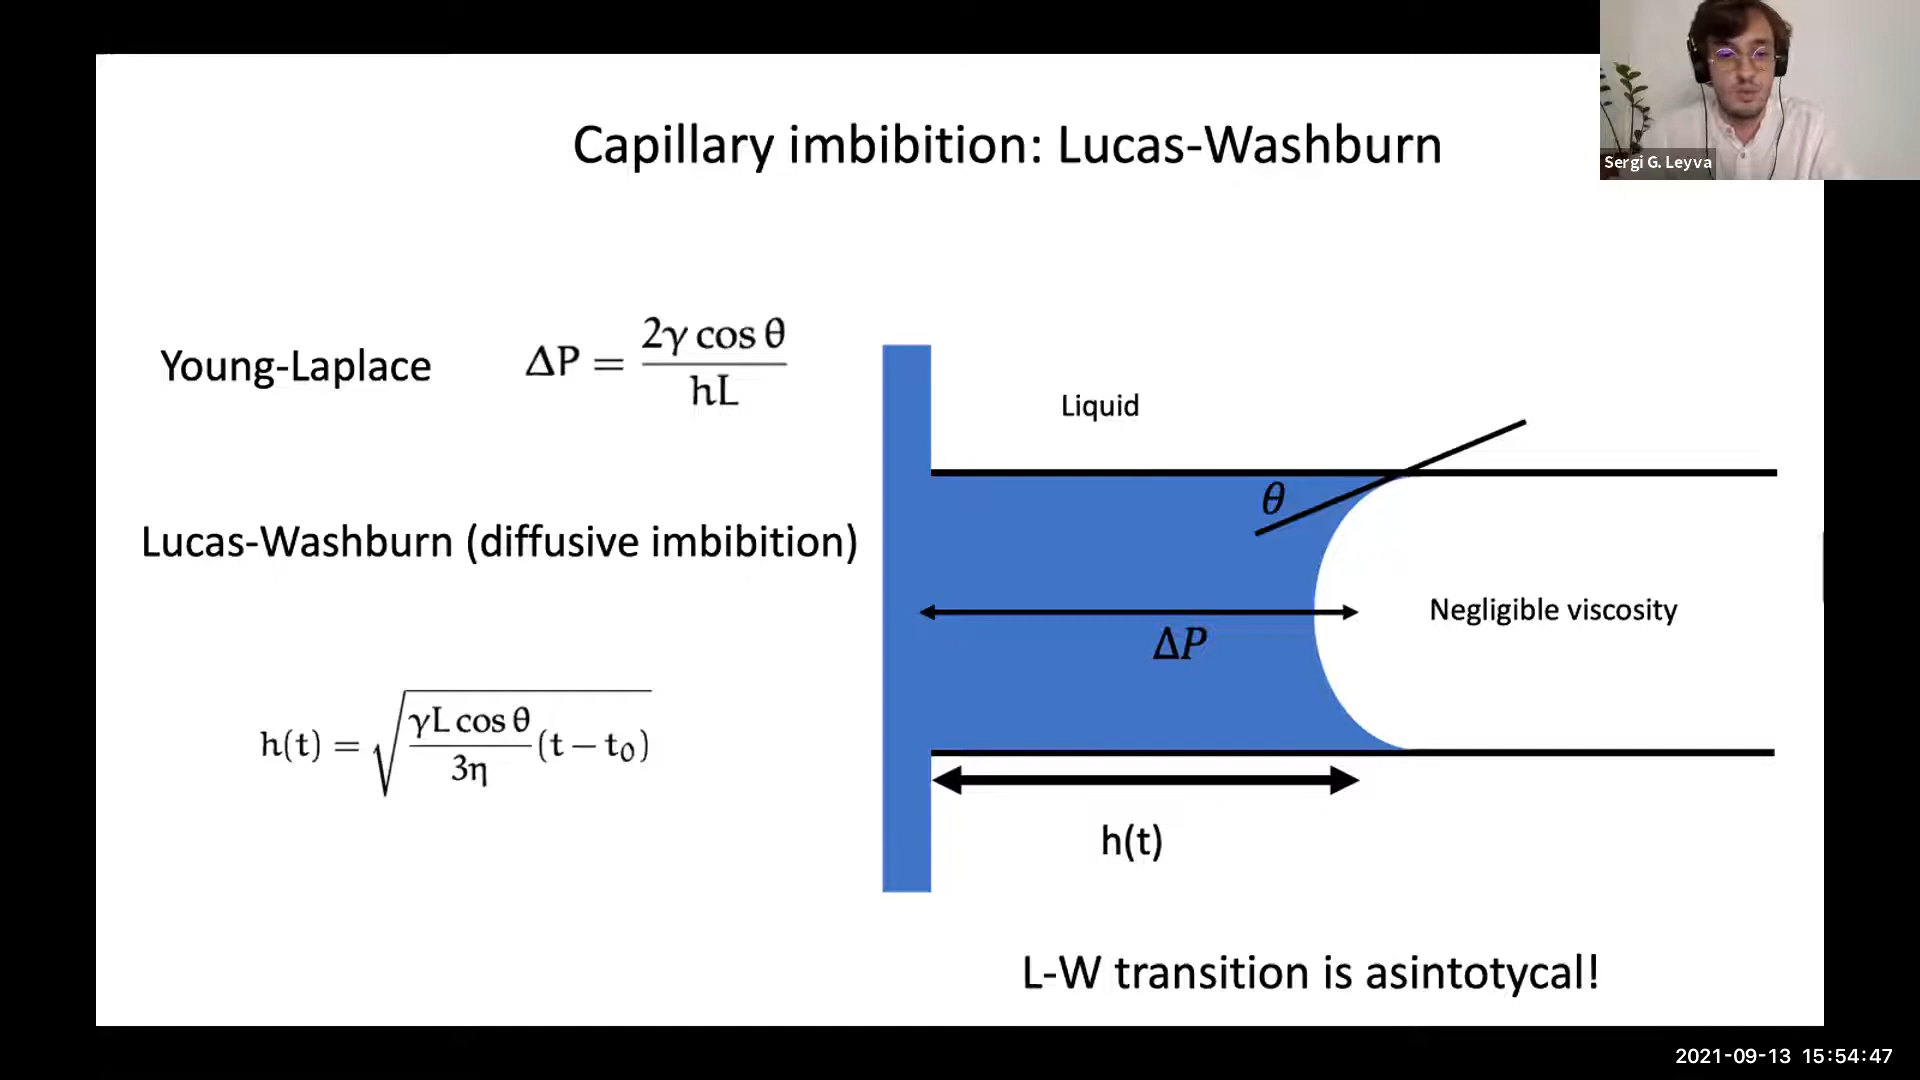 Capillary imbibition: Lucas-Washburn
Sergi G. Leyva
Young-Laplace
ΔP = 2γ cos θ / hL
Liquid
θ
Lucas-Washburn (diffusive imbibition)
Negligible viscosity
ΔP
h(t) = √(γL cos θ / 3η (t − t₀))
h(t)
L-W transition is asintotycal!
2021-09-13 15:54:47